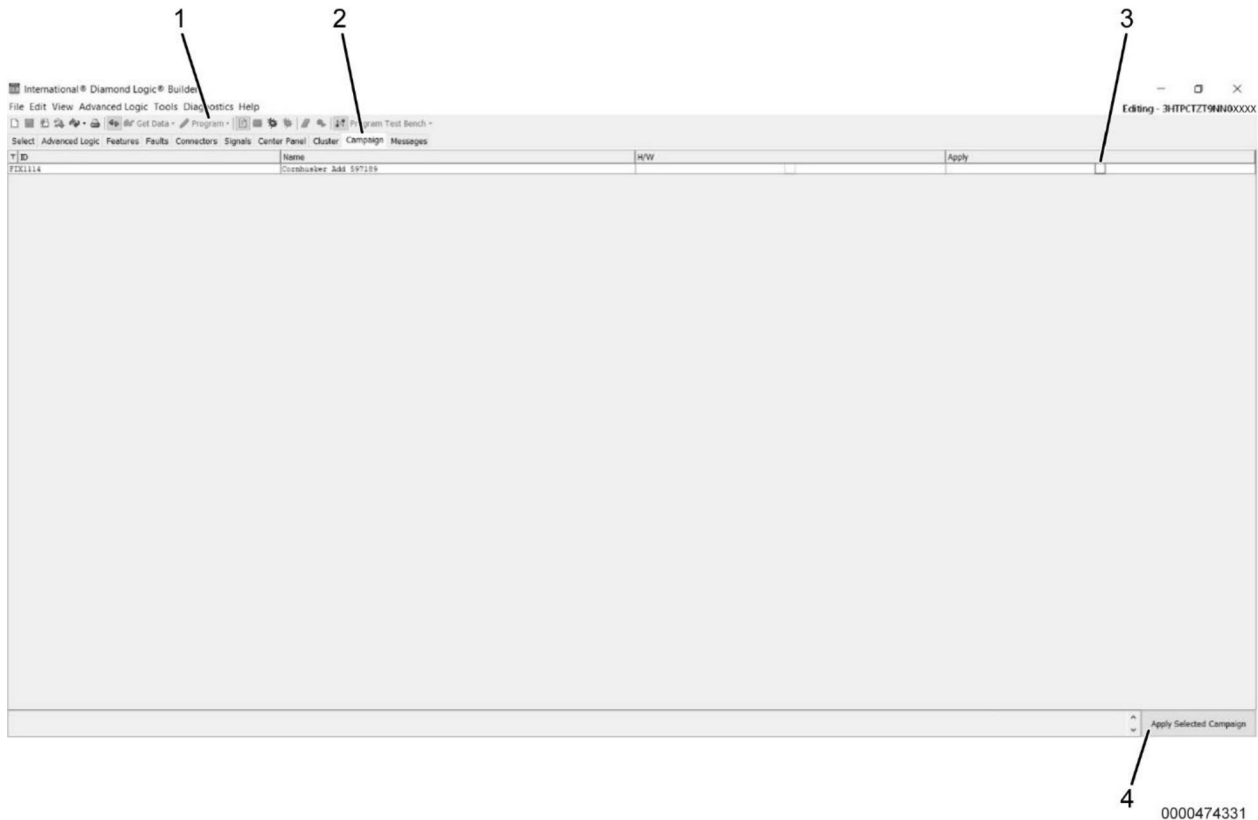 1 2 3
International® Diamond Logic® Builder
File Edit View Advanced Logic Tools Diagnostics Help
Editing - 3HTPCTZT9NN0XXXX
Get Data Program Program Test Bench
Select Advanced Logic Features Faults Connectors Signals Center Panel Cluster Campaign Messages
ID Name H/W Apply
FIX1114 Cornhusker Add 597189
Apply Selected Campaign
4
0000474331